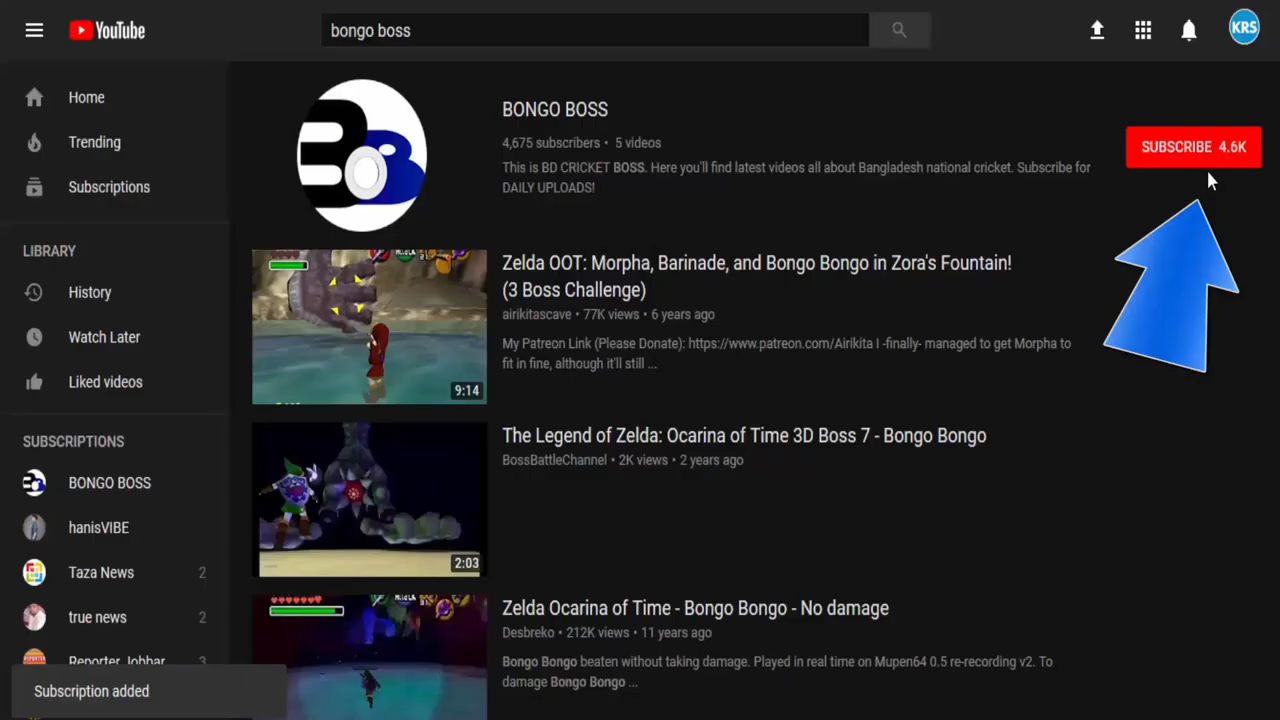 YouTube
bongo boss
KRS
Home
Trending
Subscriptions
LIBRARY
History
Watch Later
Liked videos
SUBSCRIPTIONS
BONGO BOSS
hanisVIBE
Taza News 2
true news 2
Reporter Jobbar 3
Subscription added
BONGO BOSS
4,675 subscribers • 5 videos
This is BD CRICKET BOSS. Here you'll find latest videos all about Bangladesh national cricket. Subscribe for
DAILY UPLOADS!
SUBSCRIBE 4.6K
Zelda OOT: Morpha, Barinade, and Bongo Bongo in Zora's Fountain!
(3 Boss Challenge)
airikitascave • 77K views • 6 years ago
My Patreon Link (Please Donate): https://www.patreon.com/Airikita I -finally- managed to get Morpha to
fit in fine, although it'll still ...
9:14
The Legend of Zelda: Ocarina of Time 3D Boss 7 - Bongo Bongo
BossBattleChannel • 2K views • 2 years ago
2:03
Zelda Ocarina of Time - Bongo Bongo - No damage
Desbreko • 212K views • 11 years ago
Bongo Bongo beaten without taking damage. Played in real time on Mupen64 0.5 re-recording v2. To
damage Bongo Bongo ...